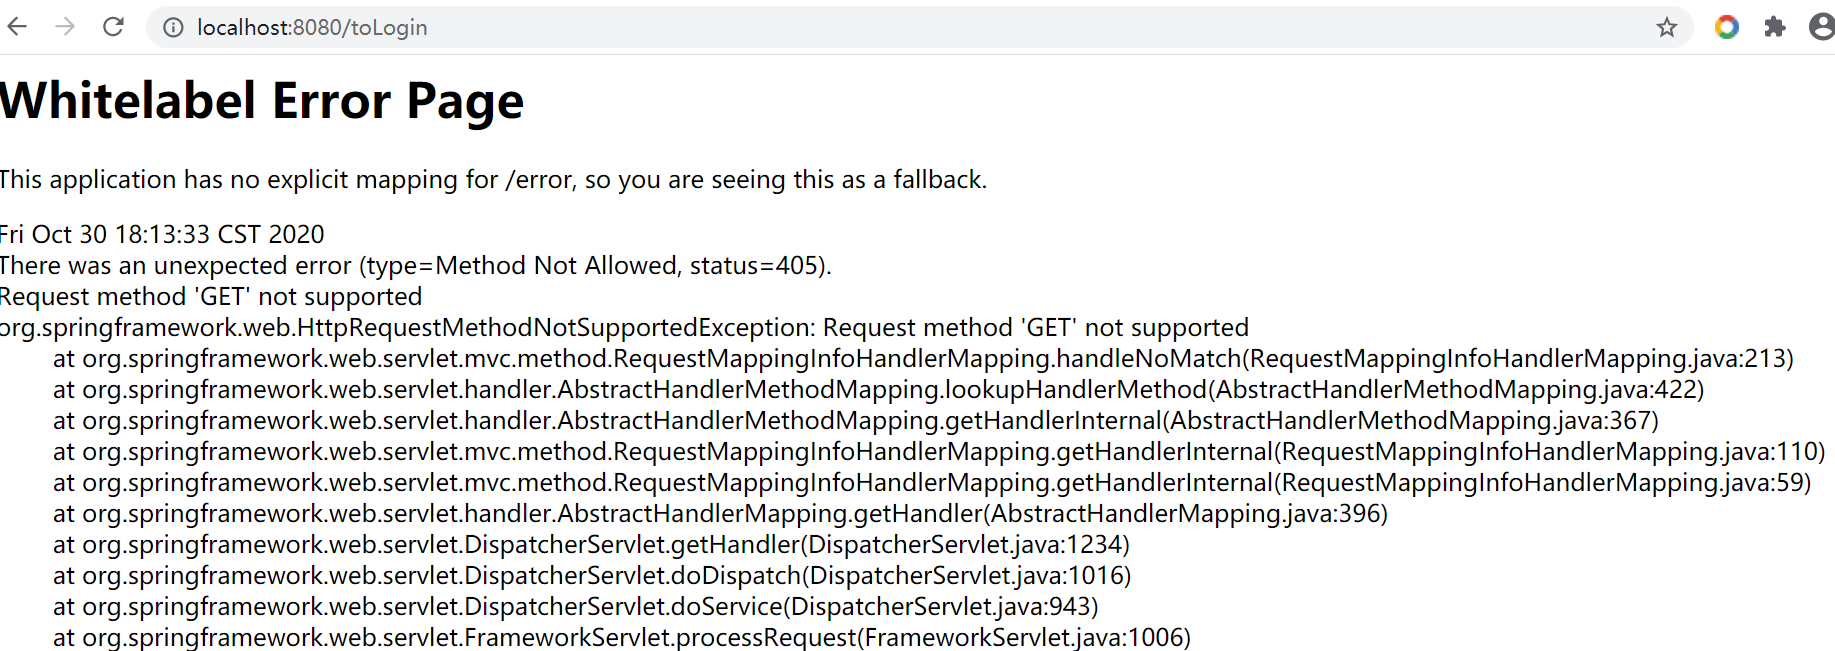 localhost:8080/toLogin
Whitelabel Error Page
This application has no explicit mapping for /error, so you are seeing this as a fallback.
Fri Oct 30 18:13:33 CST 2020
There was an unexpected error (type=Method Not Allowed, status=405).
Request method 'GET' not supported
org.springframework.web.HttpRequestMethodNotSupportedException: Request method 'GET' not supported
at org.springframework.web.servlet.mvc.method.RequestMappingInfoHandlerMapping.handleNoMatch(RequestMappingInfoHandlerMapping.java:213)
at org.springframework.web.servlet.handler.AbstractHandlerMethodMapping.lookupHandlerMethod(AbstractHandlerMethodMapping.java:422)
at org.springframework.web.servlet.handler.AbstractHandlerMethodMapping.getHandlerInternal(AbstractHandlerMethodMapping.java:367)
at org.springframework.web.servlet.mvc.method.RequestMappingInfoHandlerMapping.getHandlerInternal(RequestMappingInfoHandlerMapping.java:110)
at org.springframework.web.servlet.mvc.method.RequestMappingInfoHandlerMapping.getHandlerInternal(RequestMappingInfoHandlerMapping.java:59)
at org.springframework.web.servlet.handler.AbstractHandlerMapping.getHandler(AbstractHandlerMapping.java:396)
at org.springframework.web.servlet.DispatcherServlet.getHandler(DispatcherServlet.java:1234)
at org.springframework.web.servlet.DispatcherServlet.doDispatch(DispatcherServlet.java:1016)
at org.springframework.web.servlet.DispatcherServlet.doService(DispatcherServlet.java:943)
at org.springframework.web.servlet.FrameworkServlet.processRequest(FrameworkServlet.java:1006)